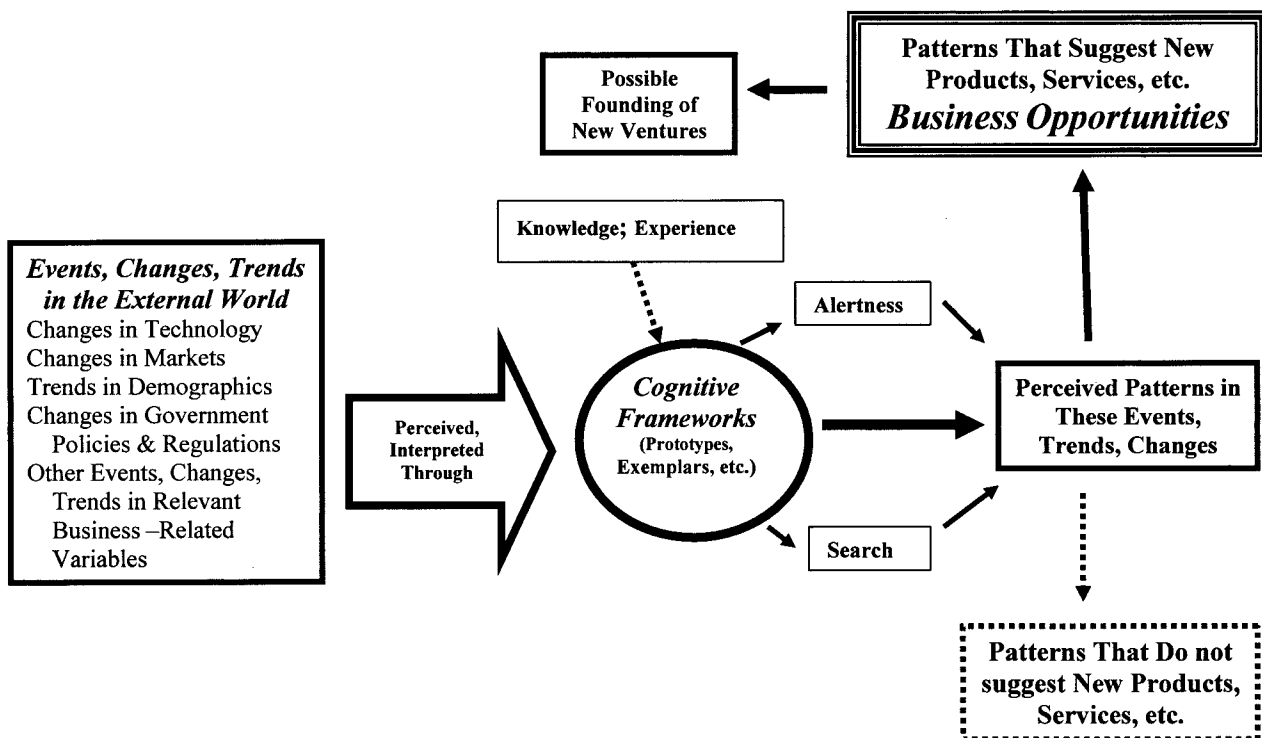 Patterns That Suggest New
Products, Services, etc.
Business Opportunities
Possible
Founding of
New Ventures
Knowledge; Experience
Events, Changes, Trends
in the External World
Changes in Technology
Changes in Markets
Trends in Demographics
Changes in Government
Policies & Regulations
Other Events, Changes,
Trends in Relevant
Business –Related
Variables
Perceived,
Interpreted
Through
Cognitive
Frameworks
(Prototypes,
Exemplars, etc.)
Alertness
Search
Perceived Patterns in
These Events,
Trends, Changes
Patterns That Do not
suggest New Products,
Services, etc.